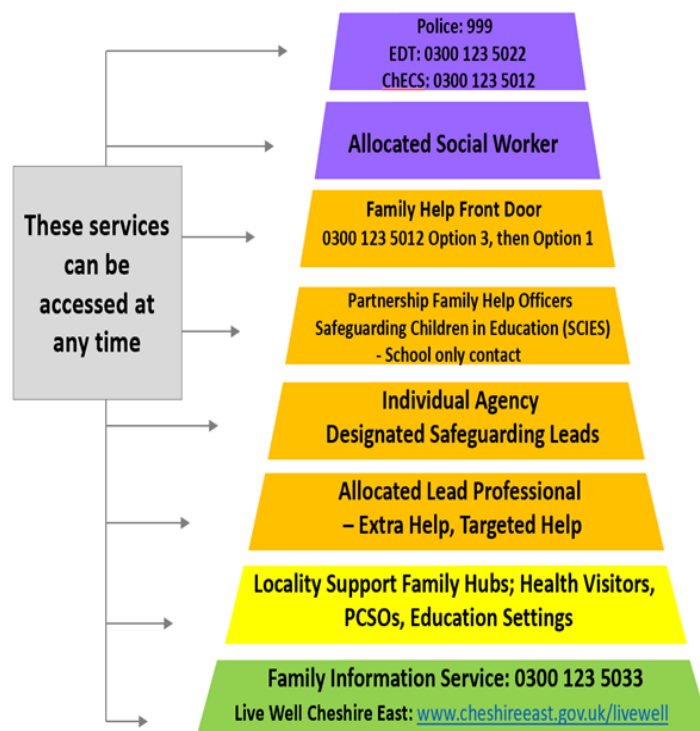 Police: 999
EDT: 0300 123 5022
ChECS: 0300 123 5012
Allocated Social Worker
These services
can be
accessed at
any time
Family Help Front Door
0300 123 5012 Option 3, then Option 1
Partnership Family Help Officers
Safeguarding Children in Education (SCIES)
- School only contact
Individual Agency
Designated Safeguarding Leads
Allocated Lead Professional
– Extra Help, Targeted Help
Locality Support Family Hubs; Health Visitors,
PCSOs, Education Settings
Family Information Service: 0300 123 5033
Live Well Cheshire East: www.cheshireeast.gov.uk/livewell